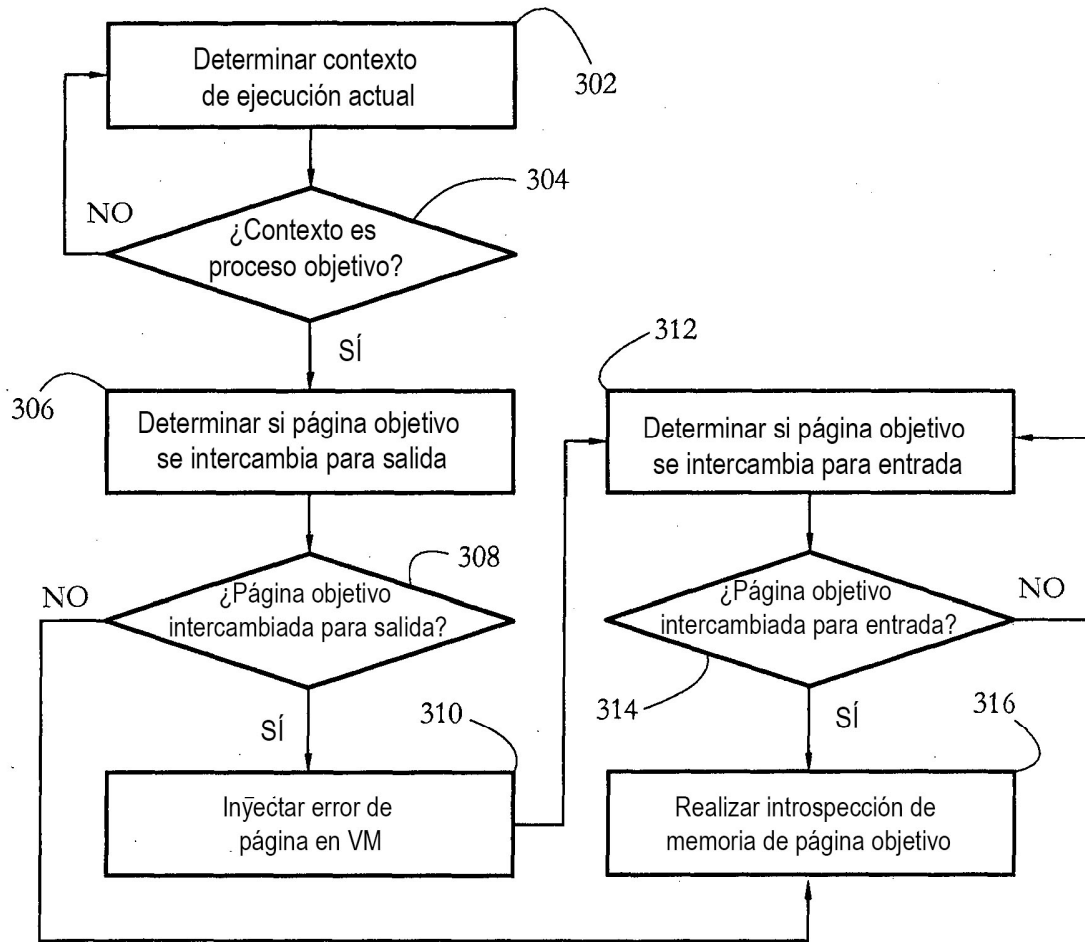 Determinar contexto
de ejecución actual
302
304
NO
¿Contexto es
proceso objetivo?
SÍ
306
Determinar si página objetivo
se intercambia para salida
308
NO
¿Página objetivo
intercambiada para salida?
SÍ
310
Inyectar error de
página en VM
312
Determinar si página objetivo
se intercambia para entrada
¿Página objetivo
intercambiada para entrada?
NO
314
SÍ
316
Realizar introspección de
memoria de página objetivo